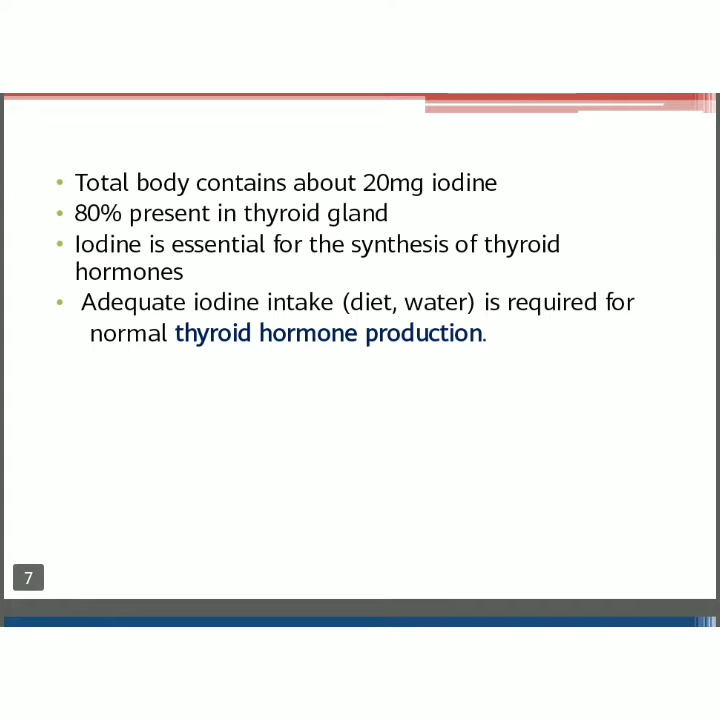 • Total body contains about 20mg iodine
• 80% present in thyroid gland
• Iodine is essential for the synthesis of thyroid
hormones
• Adequate iodine intake (diet, water) is required for
normal thyroid hormone production.
7